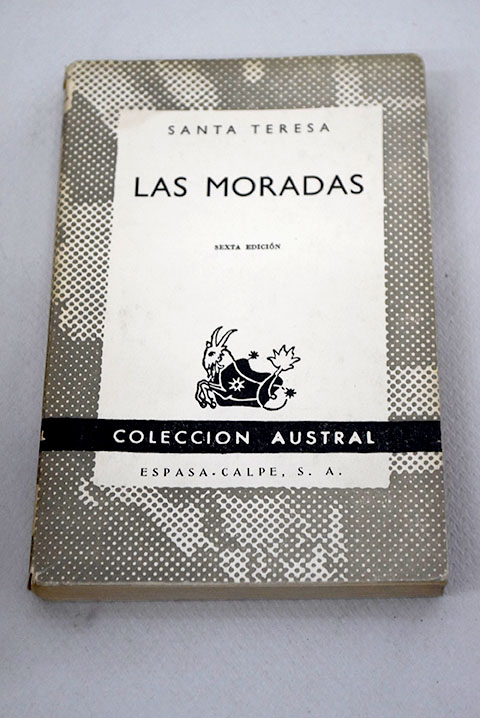 SANTA TERESA
LAS MORADAS
SEXTA EDICIÓN
COLECCION AUSTRAL
ESPASA-CALPE, S. A.